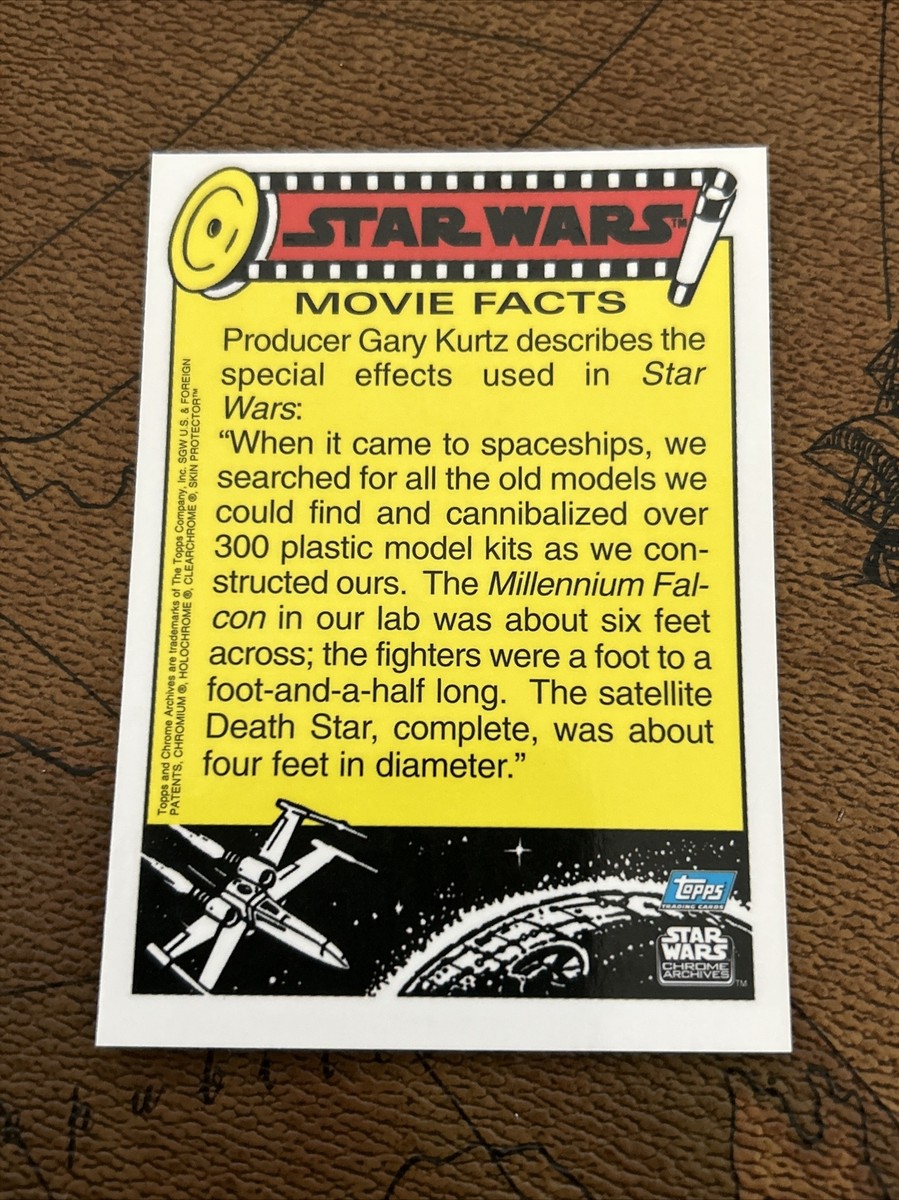 STAR WARS™
MOVIE FACTS
Producer Gary Kurtz describes the
special effects used in Star
Wars:
“When it came to spaceships, we
searched for all the old models we
could find and cannibalized over
300 plastic model kits as we con-
structed ours. The Millennium Fal-
con in our lab was about six feet
across; the fighters were a foot to a
foot-and-a-half long. The satellite
Death Star, complete, was about
four feet in diameter.”
Topps and Chrome Archives are trademarks of The Topps Company, Inc. SGW U.S. & FOREIGN
PATENTS, CHROMIUM ®, HOLOCHROME ®, CLEARCHROME ®, SKIN PROTECTOR™
Topps
TRADING CARDS
STAR
WARS
CHROME
ARCHIVES
TM